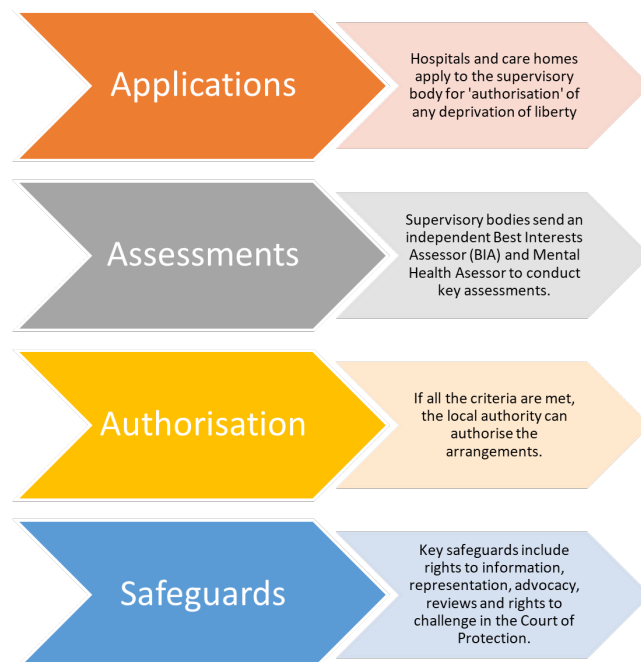 Applications
Hospitals and care homes
apply to the supervisory
body for 'authorisation' of
any deprivation of liberty
Assessments
Supervisory bodies send an
independent Best Interests
Assessor (BIA) and Mental
Health Asessor to conduct
key assessments.
Authorisation
If all the criteria are met,
the local authority can
authorise the
arrangements.
Safeguards
Key safeguards include
rights to information,
representation, advocacy,
reviews and rights to
challenge in the Court of
Protection.